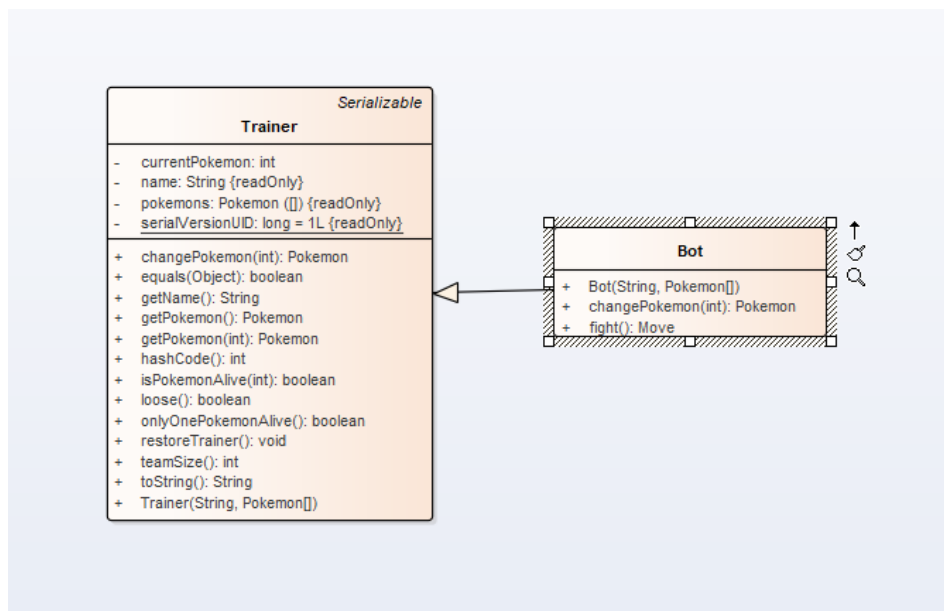 Serializable
Trainer
- currentPokemon: int
- name: String {readOnly}
- pokemons: Pokemon ([]) {readOnly}
- serialVersionUID: long = 1L {readOnly}
+ changePokemon(int): Pokemon
+ equals(Object): boolean
+ getName(): String
+ getPokemon(): Pokemon
+ getPokemon(int): Pokemon
+ hashCode(): int
+ isPokemonAlive(int): boolean
+ loose(): boolean
+ onlyOnePokemonAlive(): boolean
+ restoreTrainer(): void
+ teamSize(): int
+ toString(): String
+ Trainer(String, Pokemon[])
Bot
+ Bot(String, Pokemon[])
+ changePokemon(int): Pokemon
+ fight(): Move